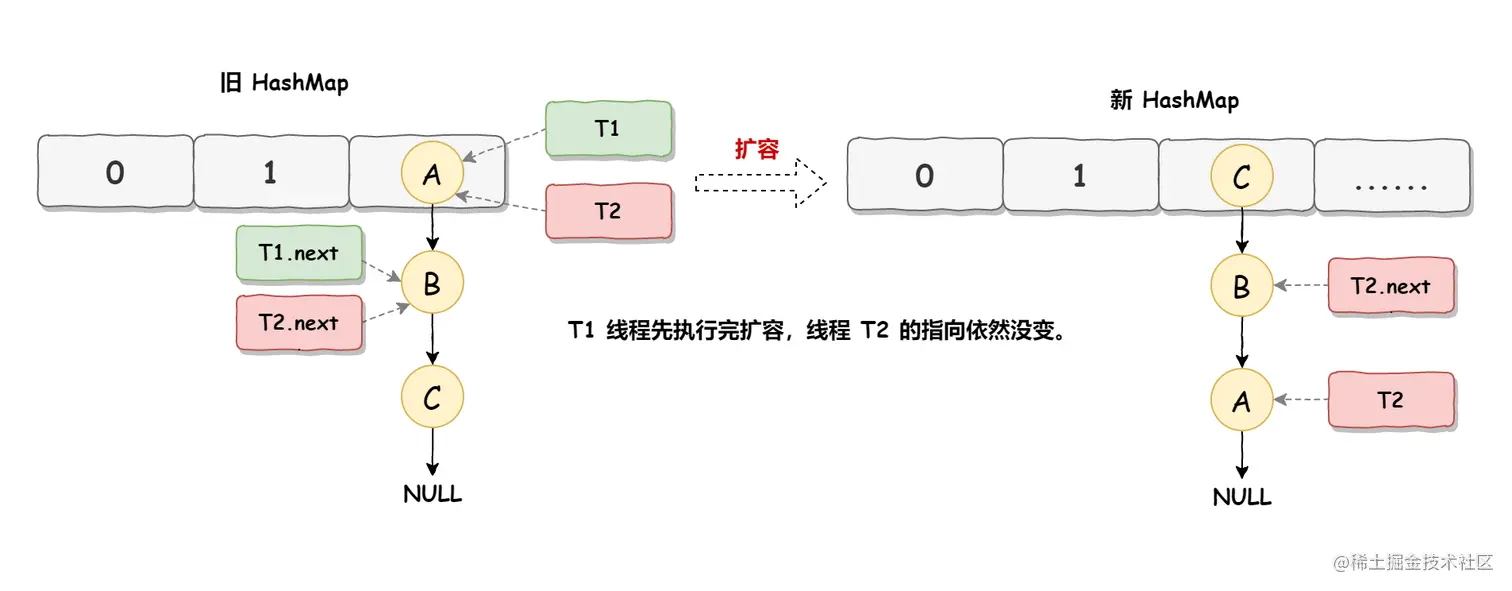 旧 HashMap
0
1
A
T1
T2
T1.next
T2.next
B
C
NULL
扩容
T1 线程先执行完扩容，线程 T2 的指向依然没变。
新 HashMap
0
1
C
......
B
T2.next
A
T2
NULL
@稀土掘金技术社区